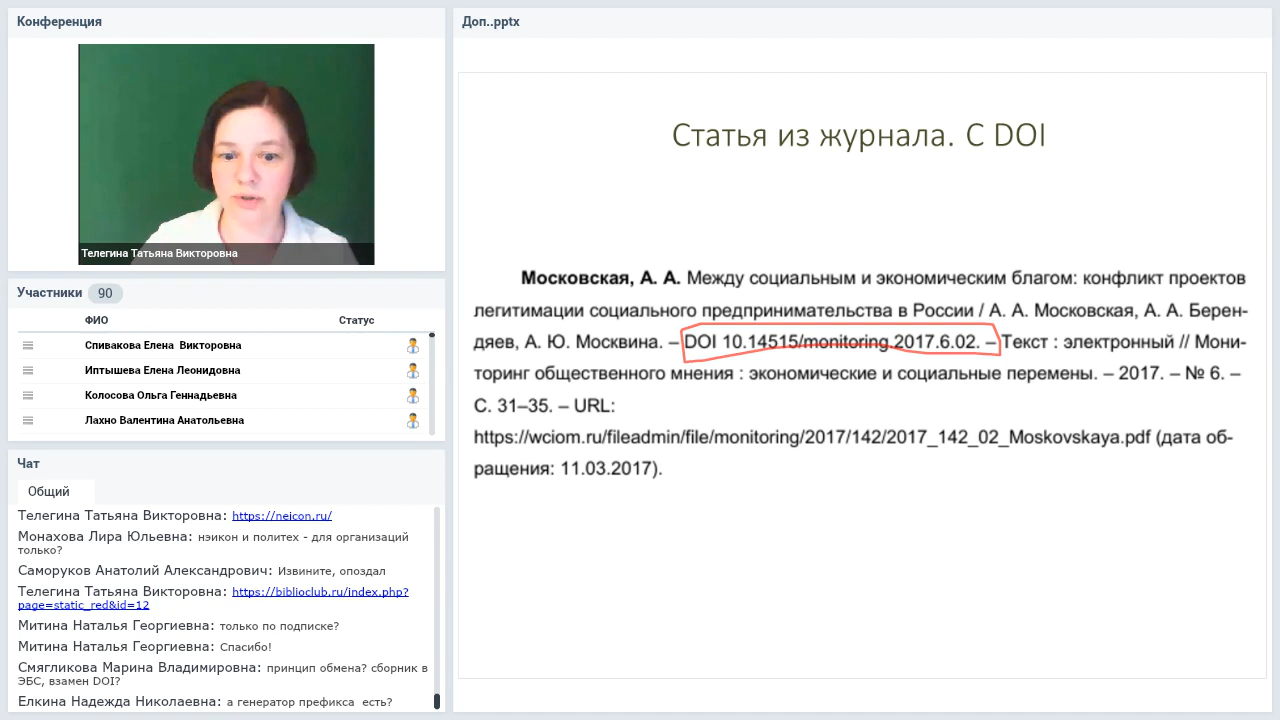 Конференция
Телегина Татьяна Викторовна
Участники 90
ФИО Статус
Спивакова Елена Викторовна
Иптышева Елена Леонидовна
Колосова Ольга Геннадьевна
Лахно Валентина Анатольевна
Чат
Общий
Телегина Татьяна Викторовна: https://neicon.ru/
Монахова Лира Юльевна: нэикон и политех - для организаций
только?
Саморуков Анатолий Александрович: Извините, опоздал
Телегина Татьяна Викторовна: https://biblioclub.ru/index.php?
page=static_red&id=12
Митина Наталья Георгиевна: только по подписке?
Митина Наталья Георгиевна: Спасибо!
Смягликова Марина Владимировна: принцип обмена? сборник в
ЭБС, взамен DOI?
Елкина Надежда Николаевна: а генератор префикса есть?
Доп..pptx
Статья из журнала. С DOI
Московская, А. А. Между социальным и экономическим благом: конфликт проектов
легитимации социального предпринимательства в России / А. А. Московская, А. А. Берен-
дяев, А. Ю. Москвина. – DOI 10.14515/monitoring.2017.6.02. – Текст : электронный // Мони-
торинг общественного мнения : экономические и социальные перемены. – 2017. – № 6. –
С. 31–35. – URL:
https://wciom.ru/fileadmin/file/monitoring/2017/142/2017_142_02_Moskovskaya.pdf (дата об-
ращения: 11.03.2017).